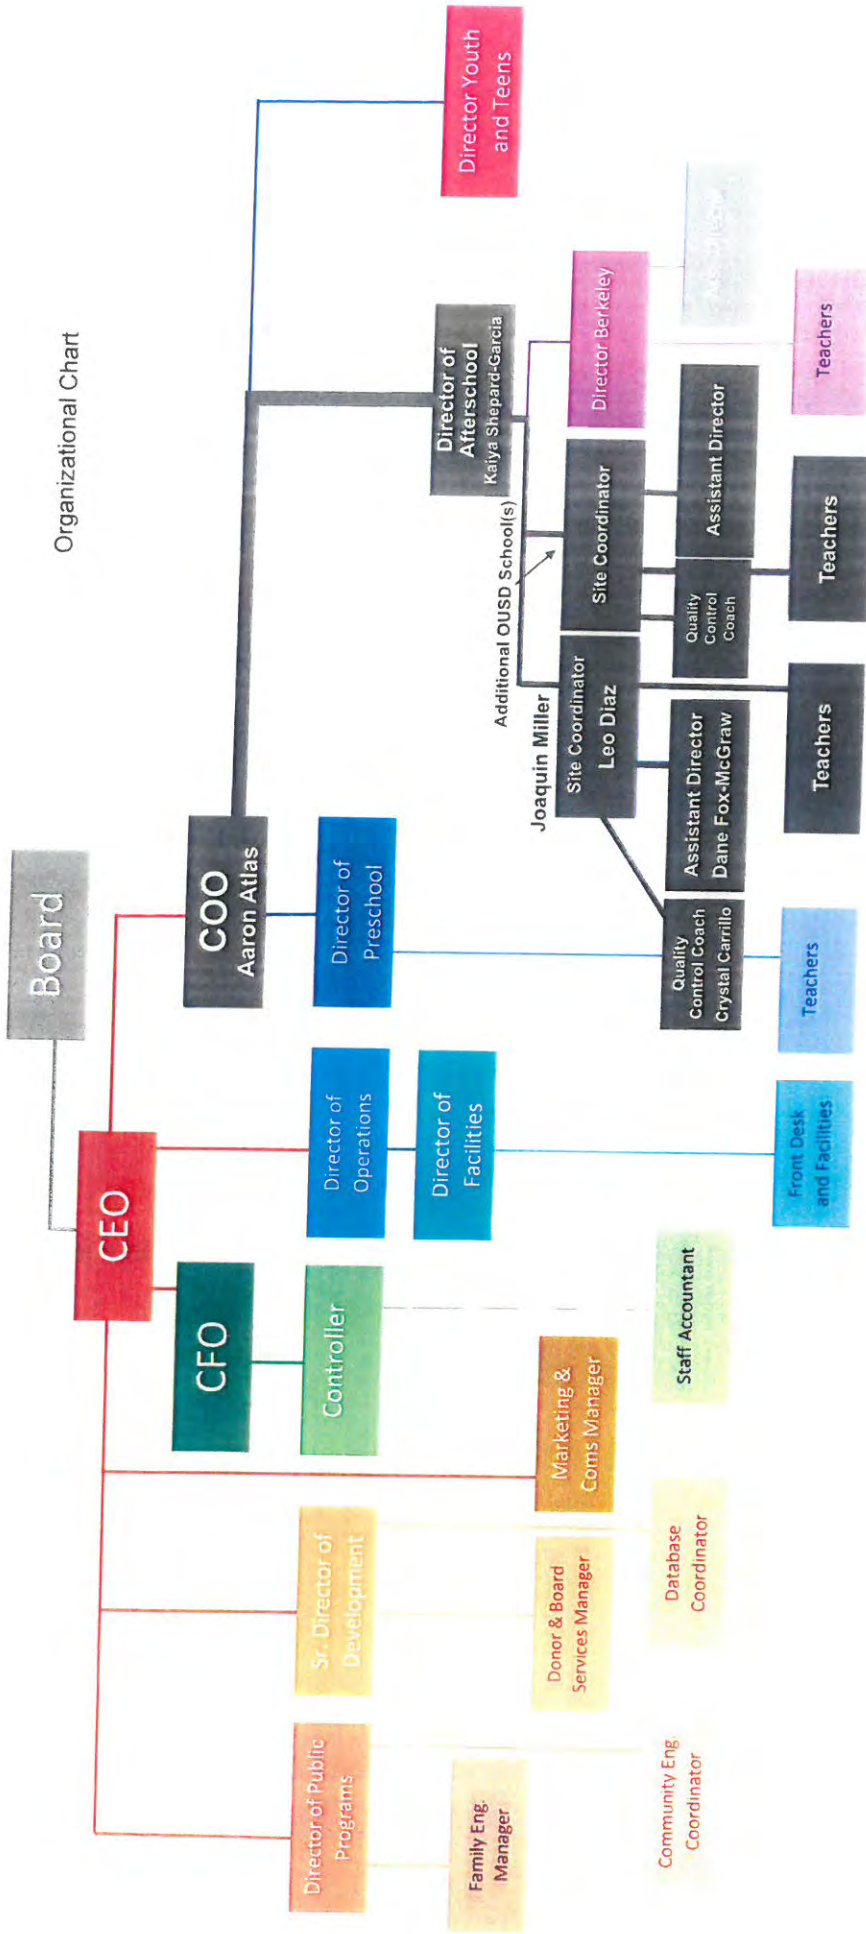 Organizational Chart
Board
CEO
CFO
COO
Aaron Atlas
Director of Public
Programs
Sr. Director of
Development
Controller
Director of
Operations
Director of
Preschool
Director of
Facilities
Director of
Afterschool
Kaiya Shepard-Garcia
Director Youth
and Teens
Family Eng.
Manager
Donor & Board
Services Manager
Marketing &
Coms Manager
Additional OUSD School(s)
Joaquin Miller
Site Coordinator
Leo Diaz
Site Coordinator
Director Berkeley
Community Eng.
Coordinator
Database
Coordinator
Staff Accountant
Quality
Control Coach
Crystal Carrillo
Assistant Director
Dane Fox-McGraw
Quality
Control
Coach
Assistant Director
Front Desk
and Facilities
Teachers
Teachers
Teachers
Teachers